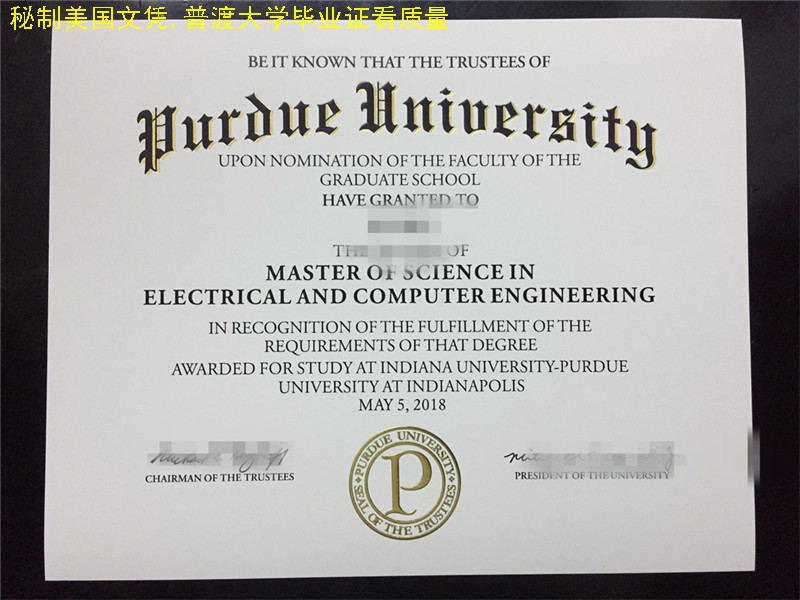 秘制美国文凭,普渡大学毕业证看质量
BE IT KNOWN THAT THE TRUSTEES OF
Purdue University
UPON NOMINATION OF THE FACULTY OF THE
GRADUATE SCHOOL
HAVE GRANTED TO
OF
MASTER OF SCIENCE IN
ELECTRICAL AND COMPUTER ENGINEERING
IN RECOGNITION OF THE FULFILLMENT OF THE
REQUIREMENTS OF THAT DEGREE
AWARDED FOR STUDY AT INDIANA UNIVERSITY-PURDUE
UNIVERSITY AT INDIANAPOLIS
MAY 5, 2018
CHAIRMAN OF THE TRUSTEES
PRESIDENT OF THE UNIVERSITY
PURDUE UNIVERSITY
P
SEAL OF THE TRUSTEES